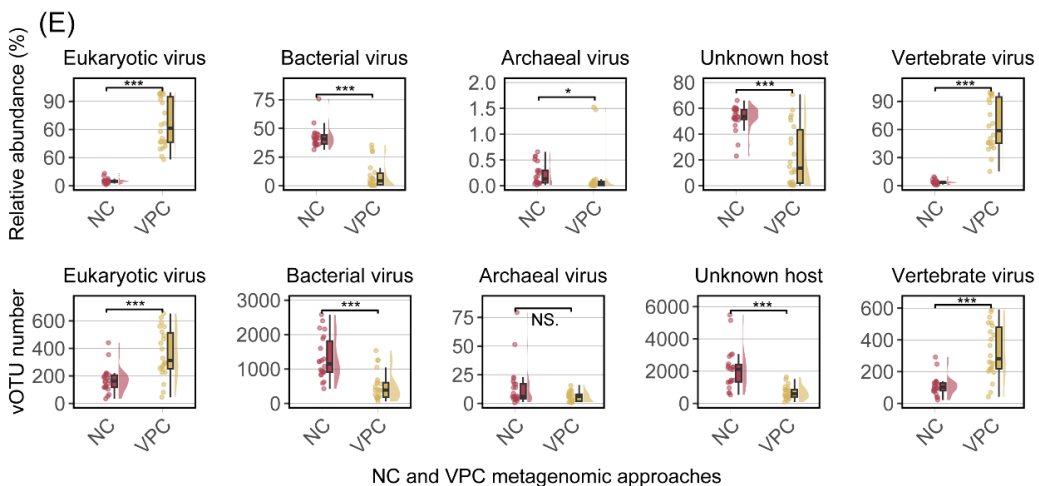 (E)
Relative abundance (%)
Eukaryotic virus
90
60
60
0
***
NC
VPC
Bacterial virus
75
50
25
0
***
NC
VPC
Archaeal virus
2.0
1.5
1.0
0.5
0.0
*
NC
VPC
Unknown host
80
60
40
20
0
***
NC
VPC
Vertebrate virus
90
60
60
0
***
NC
VPC
vOTU number
Eukaryotic virus
600
400
200
0
***
NC
VPC
Bacterial virus
3000
2000
1000
0
***
NC
VPC
Archaeal virus
75
50
25
0
NS.
NC
VPC
Unknown host
6000
4000
2000
0
***
NC
VPC
Vertebrate virus
600
400
200
0
***
NC
VPC
NC and VPC metagenomic approaches